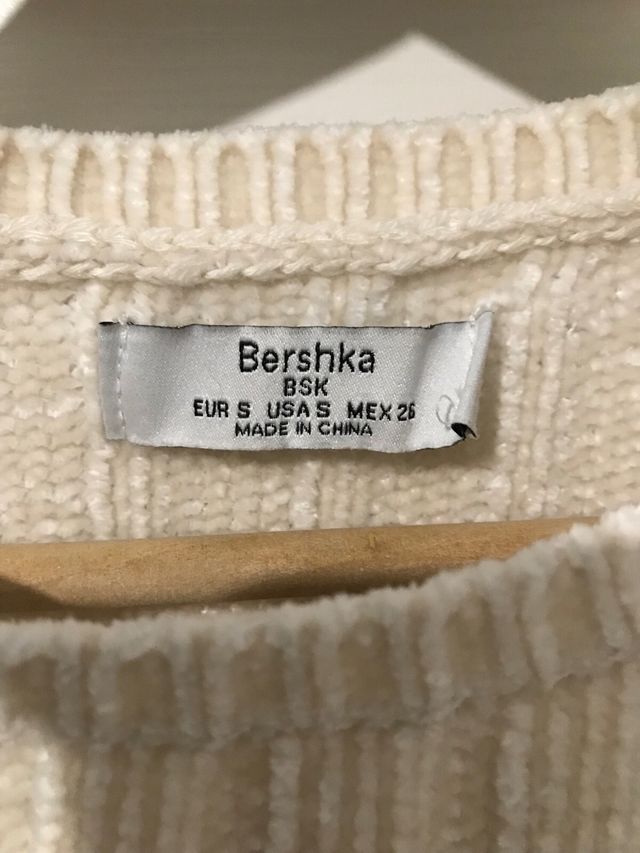 Bershka
BSK
EUR S USA S MEX 26
MADE IN CHINA